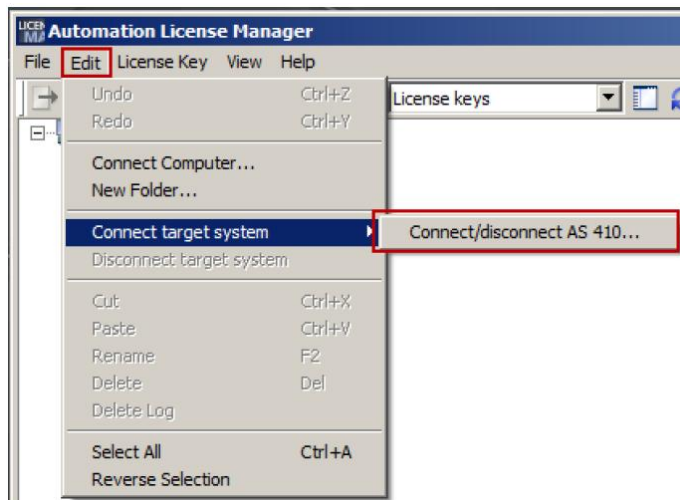 Automation License Manager
File Edit License Key View Help
License keys
Undo Ctrl+Z
Redo Ctrl+Y
Connect Computer...
New Folder...
Connect target system
Connect/disconnect AS 410...
Disconnect target system
Cut Ctrl+X
Paste Ctrl+V
Rename F2
Delete Del
Delete Log
Select All Ctrl+A
Reverse Selection